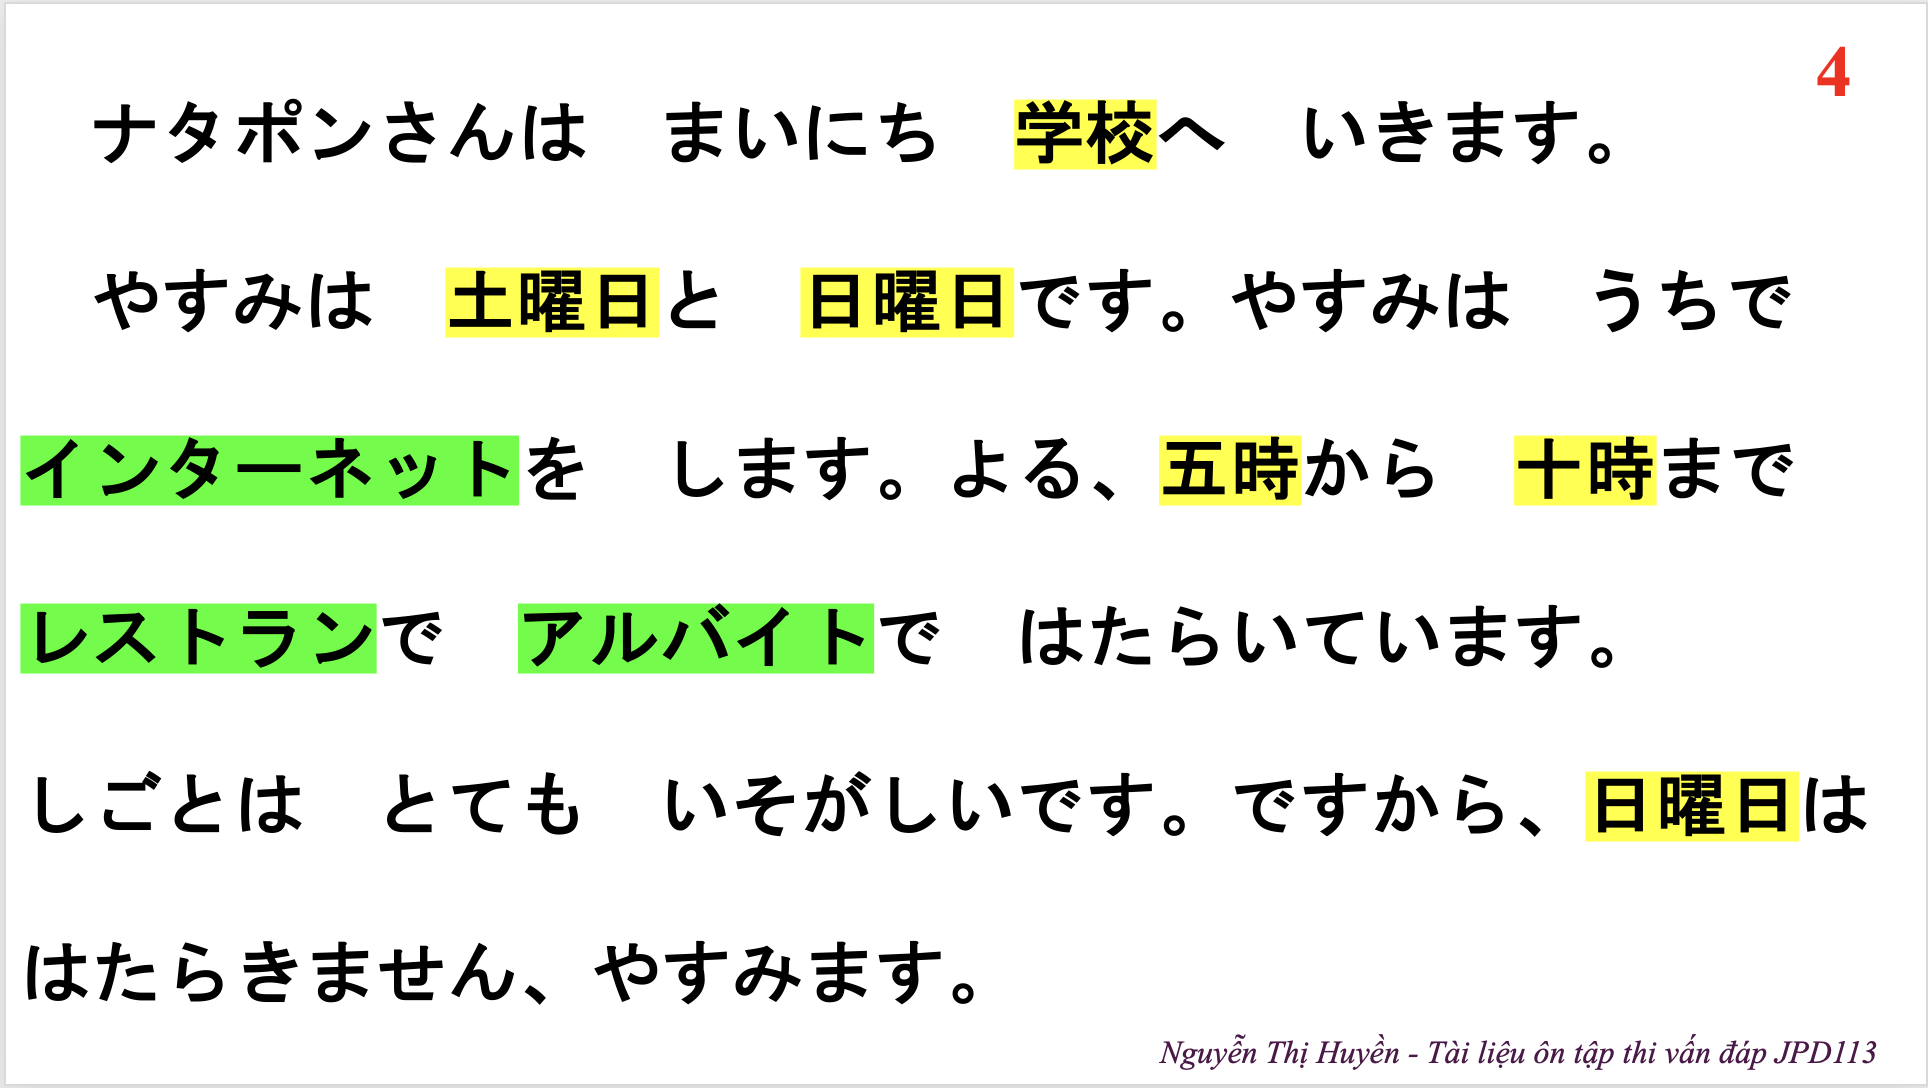 4
ナタポンさんは　まいにち　学校へ　いきます。
やすみは　土曜日と　日曜日です。やすみは　うちで
インターネットを　します。よる、五時から　十時まで
レストランで　アルバイトで　はたらいています。
しごとは　とても　いそがしいです。ですから、日曜日は
はたらきません、やすみます。
Nguyễn Thị Huyền - Tài liệu ôn tập thi vấn đáp JPD113